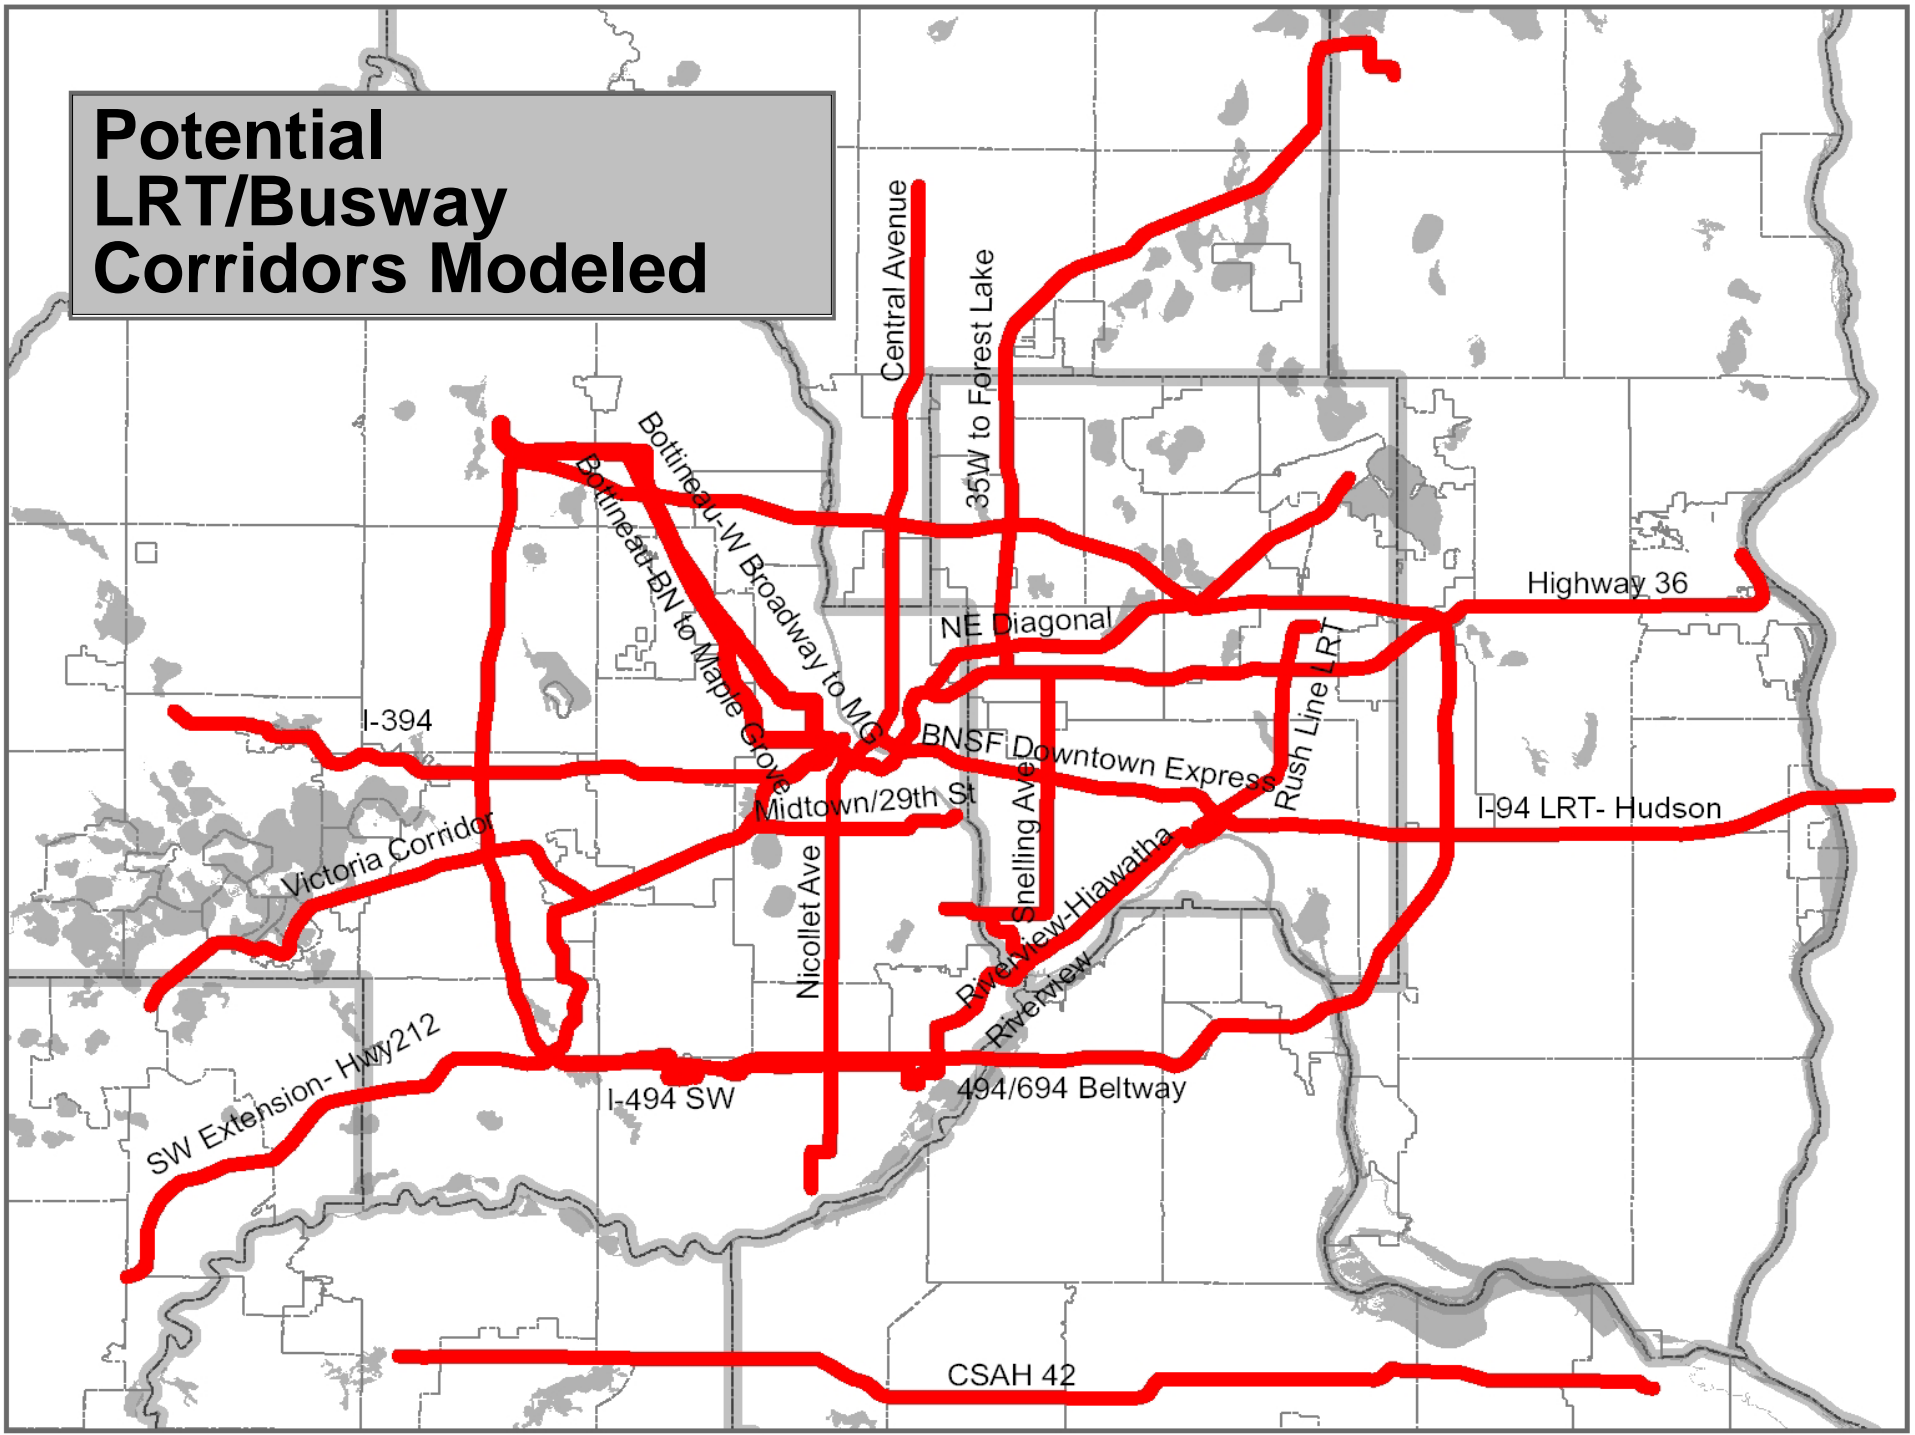 Potential
LRT/Busway
Corridors Modeled
Central Avenue
35W to Forest Lake
Bottineau-W Broadway to MG
Bottineau-BN to Maple Grove
Highway 36
NE Diagonal
Rush Line LRT
I-394
BNSF Downtown Express
Midtown/29th St
Snelling Ave
I-94 LRT- Hudson
Victoria Corridor
Nicollet Ave
Riverview-Hiawatha
Riverview
SW Extension- Hwy212
I-494 SW
494/694 Beltway
CSAH 42